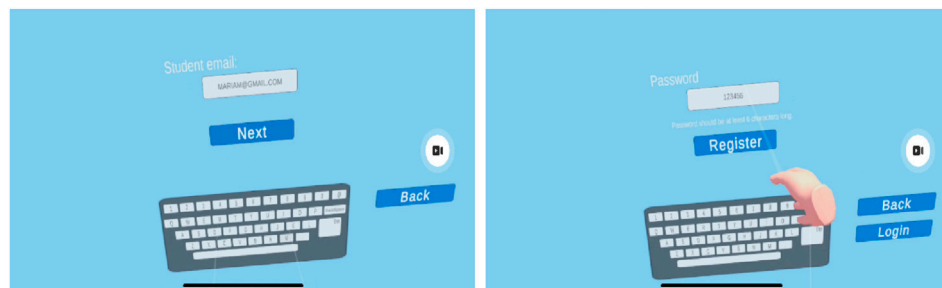 Student email:
MARIAM@GMAIL.COM
Next
Back
Password
123456
Password should be at least 6 characters long
Register
Back
Login